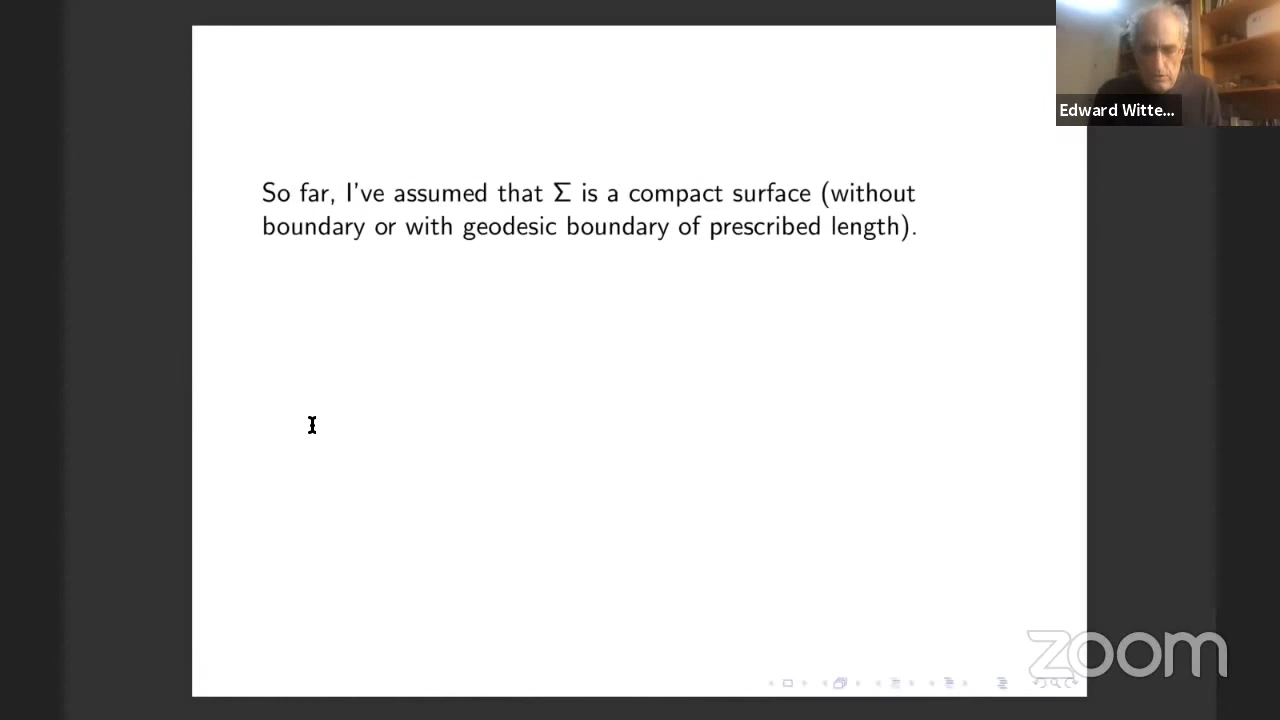 Edward Witte...
So far, I've assumed that Σ is a compact surface (without
boundary or with geodesic boundary of prescribed length).
zoom